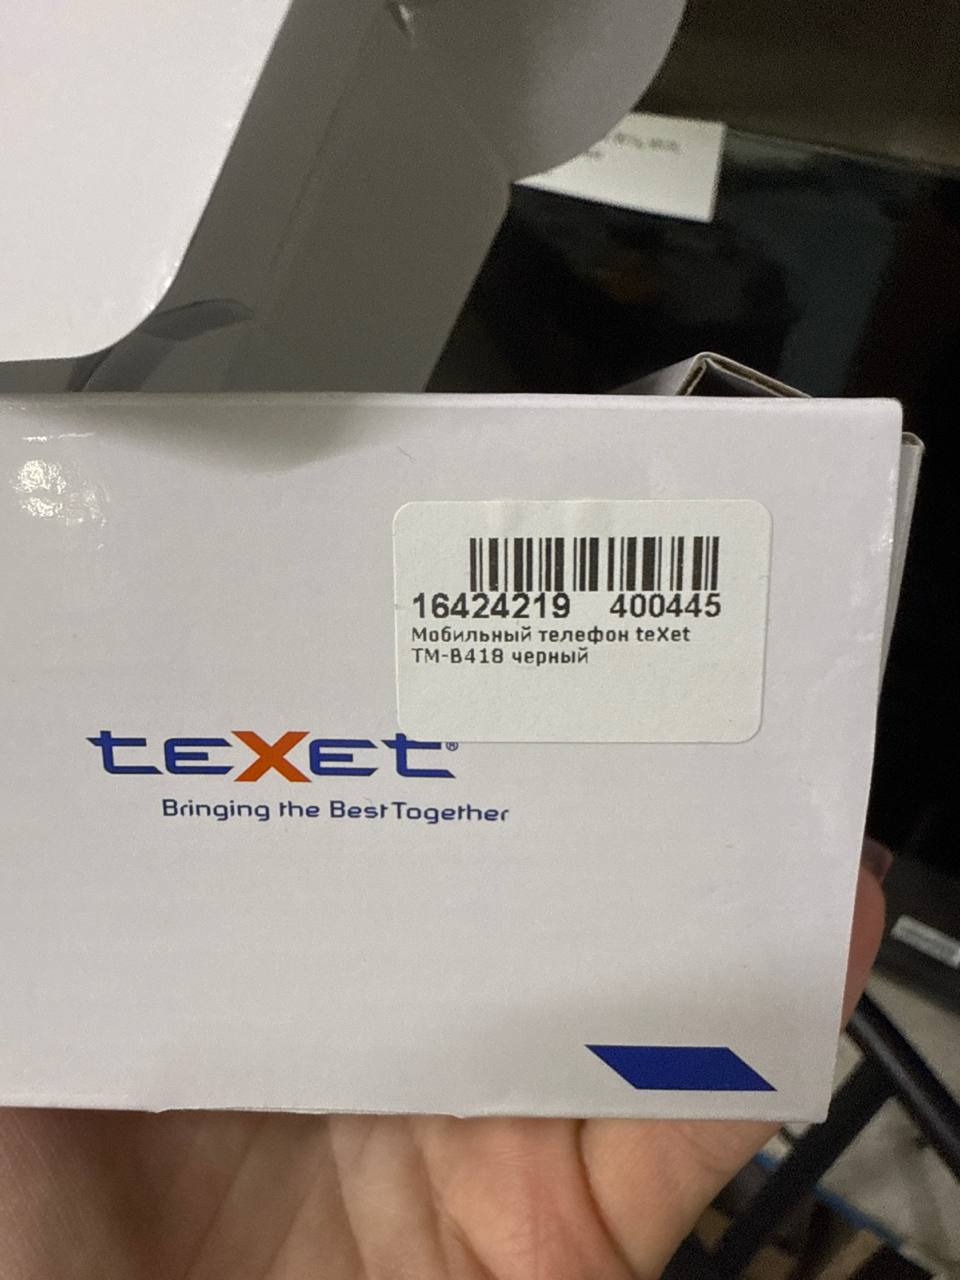 16424219 400445
Мобильный телефон teXet
TM-B418 черный
teXet®
Bringing the Best Together